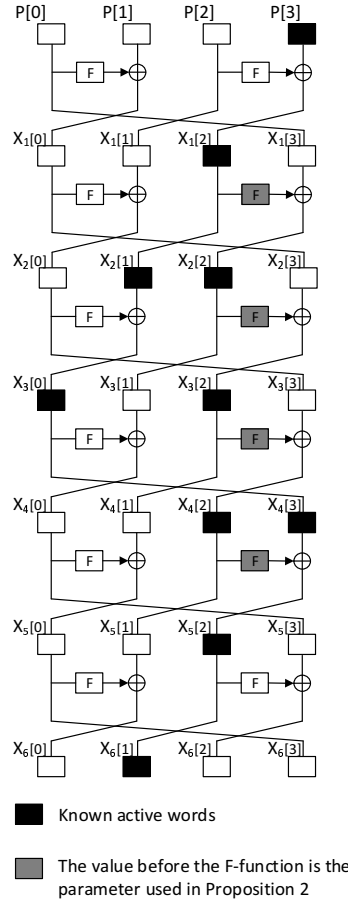 P[0] P[1] P[2] P[3]
F F
X₁[0] X₁[1] X₁[2] X₁[3]
F F
X₂[0] X₂[1] X₂[2] X₂[3]
F F
X₃[0] X₃[1] X₃[2] X₃[3]
F F
X₄[0] X₄[1] X₄[2] X₄[3]
F F
X₅[0] X₅[1] X₅[2] X₅[3]
F F
X₆[0] X₆[1] X₆[2] X₆[3]
Known active words
The value before the F-function is the
parameter used in Proposition 2